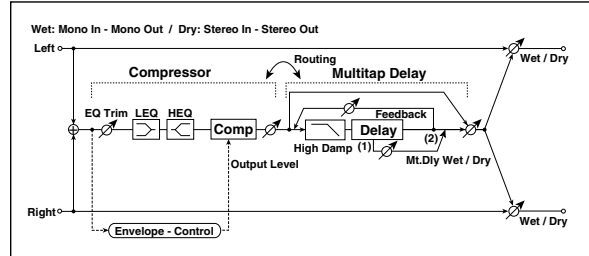 Wet: Mono In - Mono Out / Dry: Stereo In - Stereo Out
Left
Wet / Dry
Routing
Compressor
Multitap Delay
EQ Trim
LEQ
HEQ
Feedback
Comp
Delay
High Damp
(1)
(2)
Output Level
Mt.Dly Wet / Dry
Right
Wet / Dry
Envelope - Control